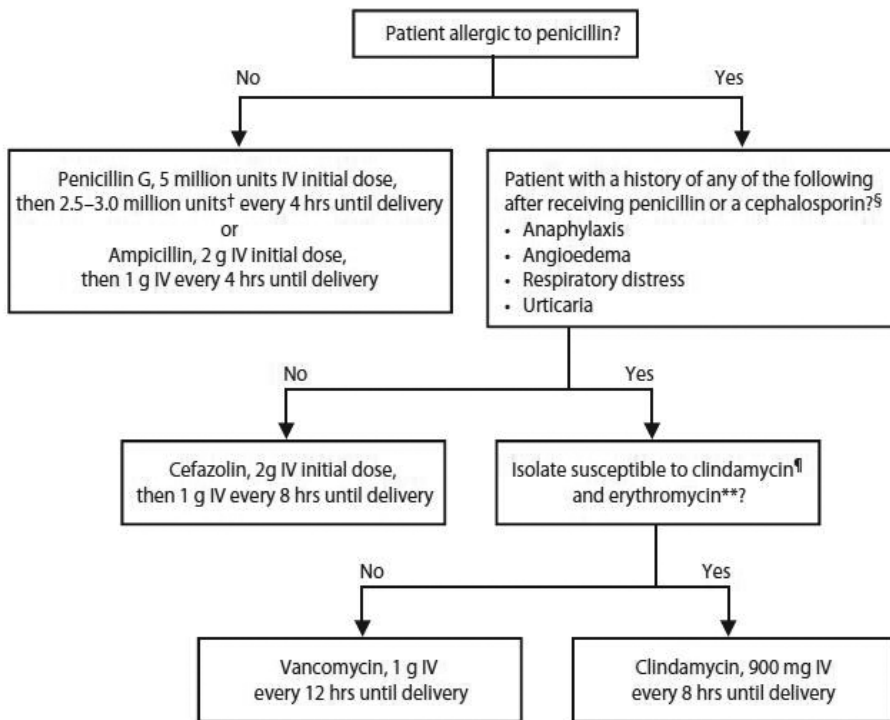 Patient allergic to penicillin?
No
Yes
Penicillin G, 5 million units IV initial dose,
then 2.5–3.0 million units† every 4 hrs until delivery
or
Ampicillin, 2 g IV initial dose,
then 1 g IV every 4 hrs until delivery
Patient with a history of any of the following
after receiving penicillin or a cephalosporin?§
• Anaphylaxis
• Angioedema
• Respiratory distress
• Urticaria
No
Yes
Cefazolin, 2g IV initial dose,
then 1 g IV every 8 hrs until delivery
Isolate susceptible to clindamycin¶
and erythromycin**?
No
Yes
Vancomycin, 1 g IV
every 12 hrs until delivery
Clindamycin, 900 mg IV
every 8 hrs until delivery